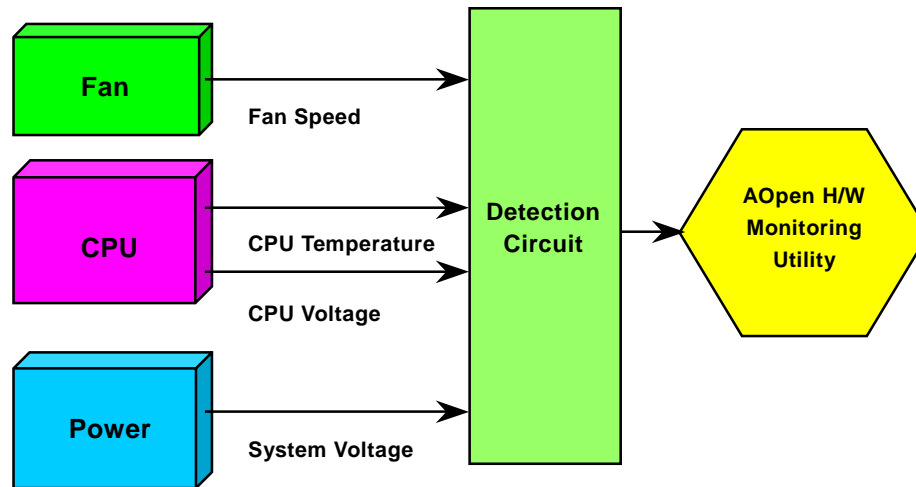 Fan
Fan Speed
CPU
CPU Temperature
CPU Voltage
Power
System Voltage
Detection
Circuit
AOpen H/W
Monitoring
Utility